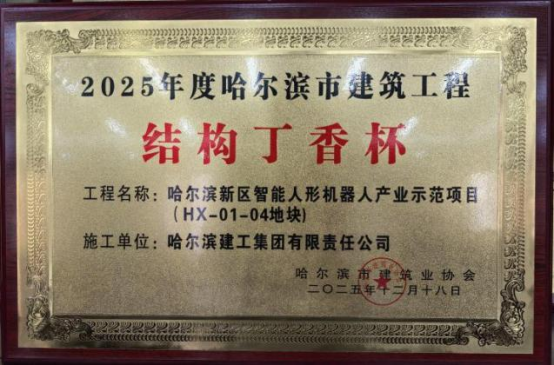 2025年度哈尔滨市建筑工程
结构丁香杯
工程名称：哈尔滨新区智能人形机器人产业示范项目
（HX-01-04地块）
施工单位：哈尔滨建工集团有限责任公司
哈尔滨市建筑业协会
二〇二五年十二月十八日